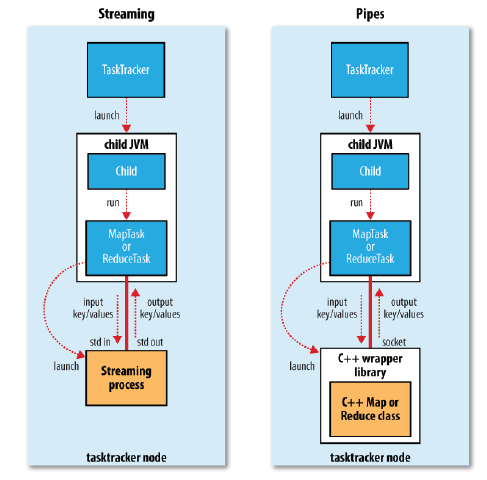 Streaming
TaskTracker
launch
child JVM
Child
run
MapTask
or
ReduceTask
input
key/values
output
key/values
std in
std out
launch
Streaming
process
tasktracker node
Pipes
TaskTracker
launch
child JVM
Child
run
MapTask
or
ReduceTask
input
key/values
output
key/values
socket
launch
C++ wrapper
library
C++ Map or
Reduce class
tasktracker node